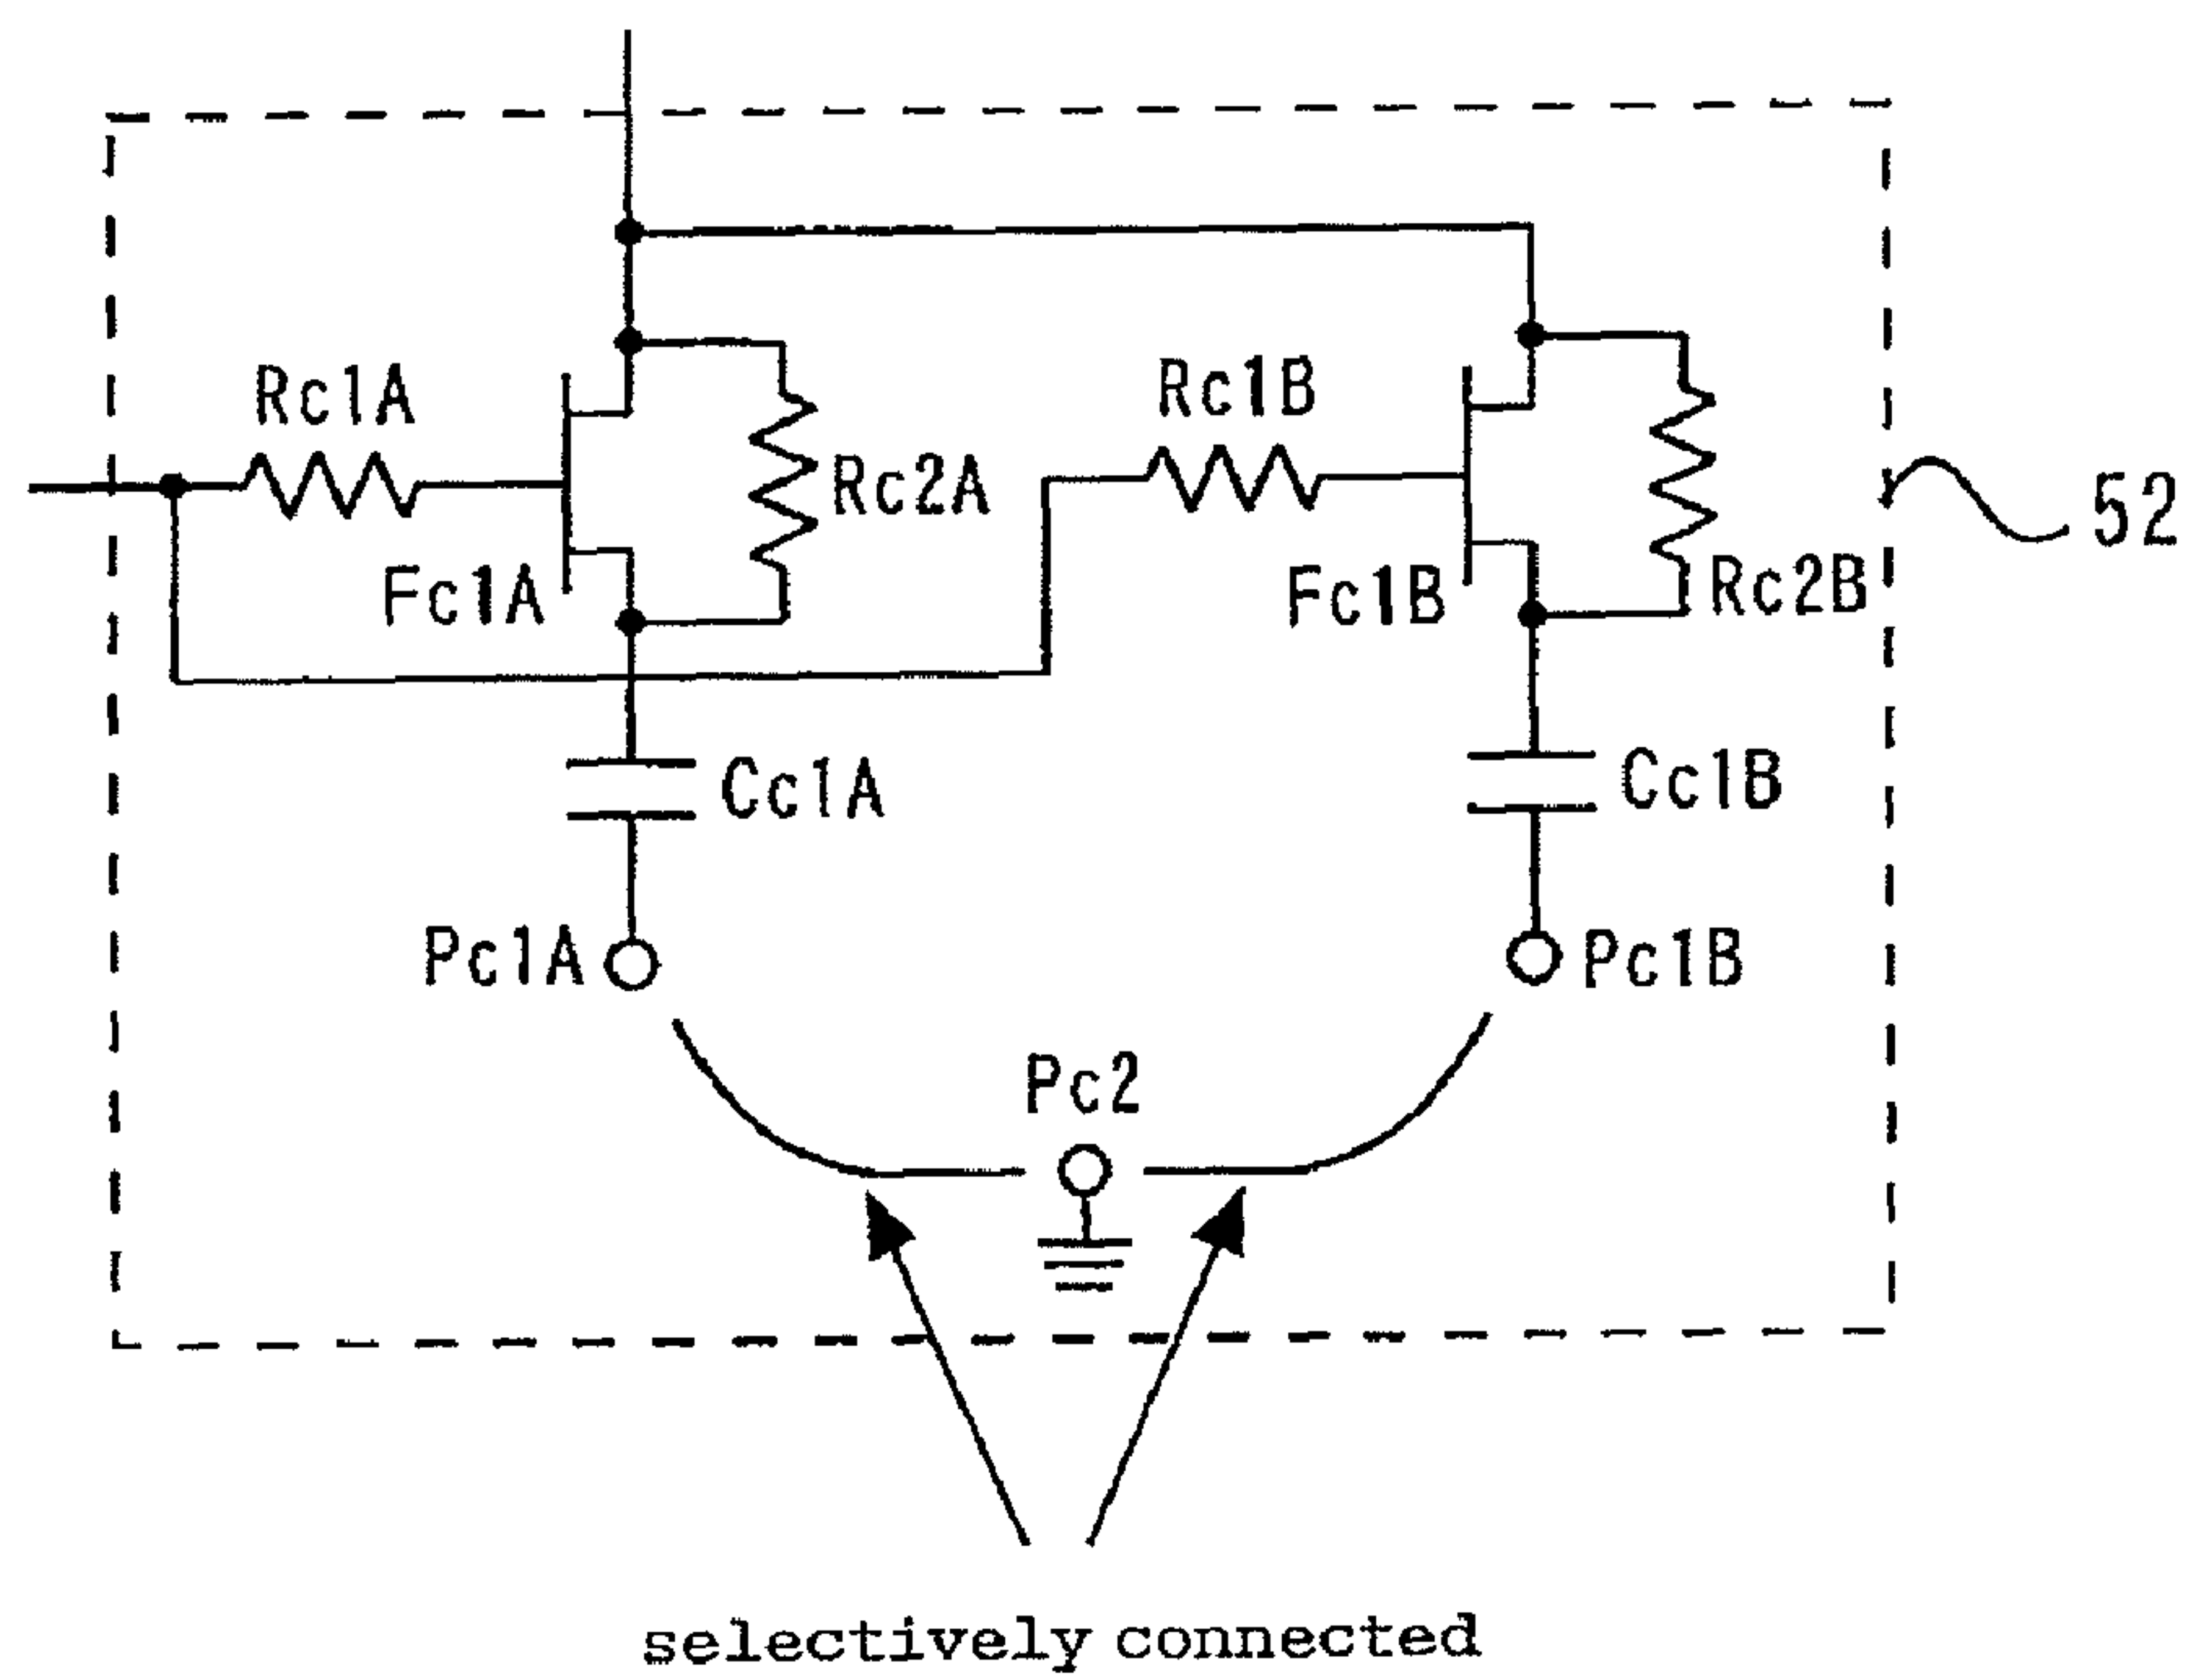 Rc1A
Rc1B
Rc2A
52
Fc1A
Fc1B
Rc2B
Cc1A
Cc1B
Pc1A
Pc1B
Pc2
selectively connected